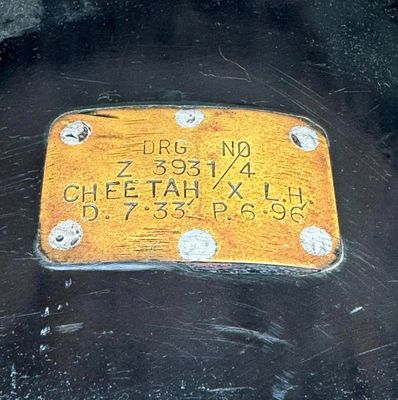 DRG NO
Z 3931/4
CHEETAH X L.H.
D. 7·33 P. 6·96